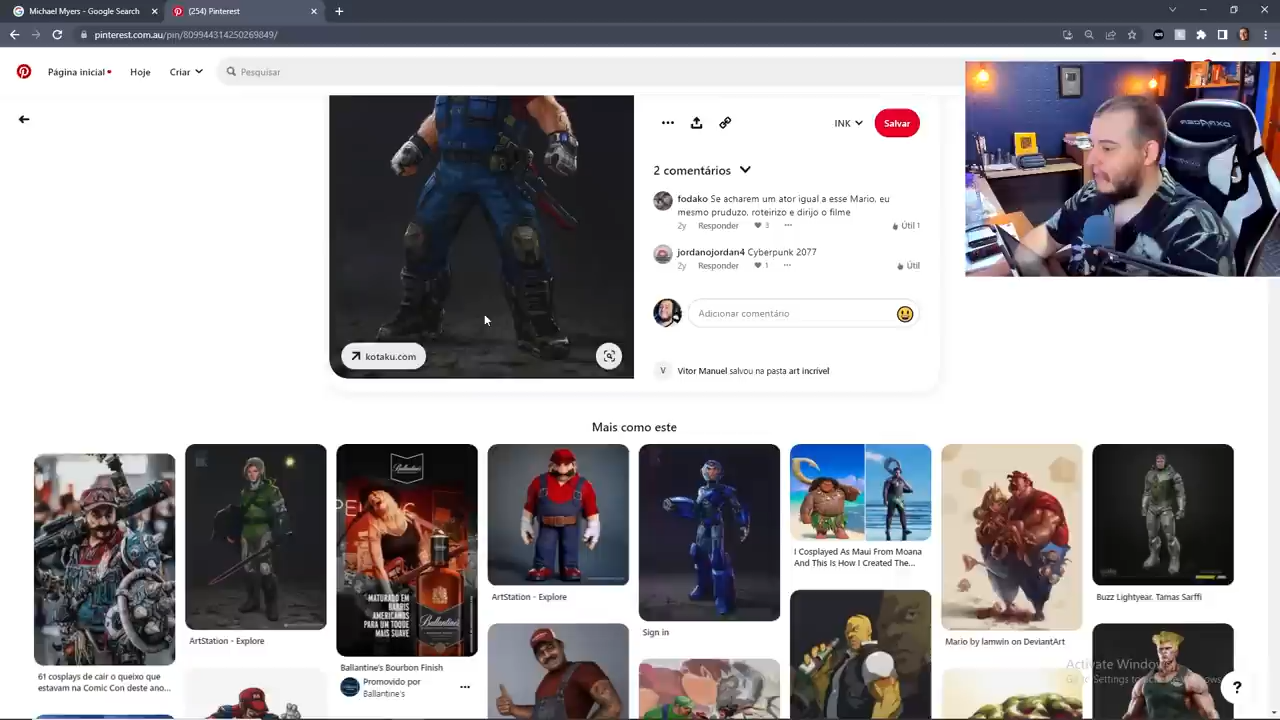 Michael Myers - Google Search
(254) Pinterest
pinterest.com.au/pin/809944314250269849/
Página inicial
Hoje
Criar
Pesquisar
INK
Salvar
2 comentários
fodako Se acharem um ator igual a esse Mario, eu
mesmo pruduzo, roteirizo e dirijo o filme
2y Responder 3 Útil 1
jordanojordan4 Cyberpunk 2077
2y Responder 1 Útil
Adicionar comentário
kotaku.com
V Vitor Manuel salvou na pasta art incrível
Mais como este
Ballantine's
MATURADO EM
BARRIS
AMERICANOS
PARA UM TOQUE
MAIS SUAVE
I Cosplayed As Maui From Moana
And This Is How I Created The...
ArtStation - Explore
Buzz Lightyear. Tamas Sarffi
Sign in
ArtStation - Explore
Mario by lamwin on DeviantArt
Ballantine's Bourbon Finish
Promovido por
Ballantine's
61 cosplays de cair o queixo que
estavam na Comic Con deste ano...
Activate Windows
Go to Settings to
?